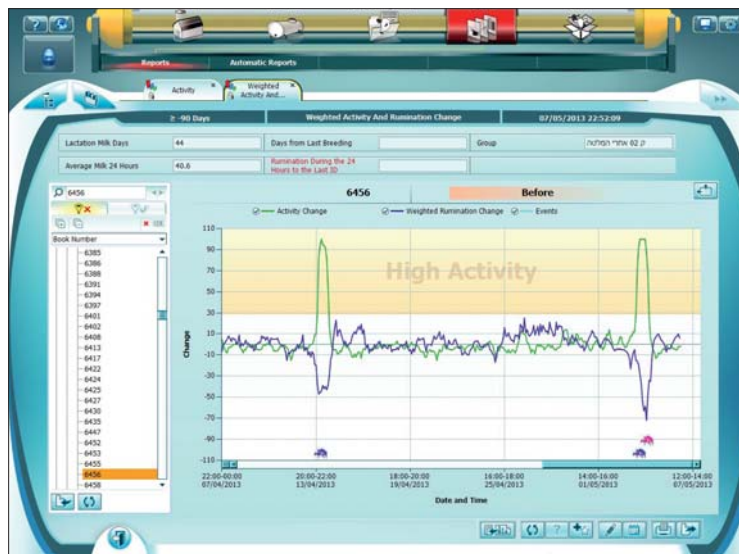 Reports
Automatic Reports
Activity
Weighted
Activity And...
≥ -90 Days
Weighted Activity And Rumination Change
07/05/2013 22:52:09
Lactation Milk Days
44
Days from Last Breeding
Group
ק 02 אחרי המלטה
Average Milk 24 Hours
40.6
Rumination During the 24
Hours to the Last ID
6456
Book Number
6385
6386
6388
6391
6394
6397
6401
6402
6408
6413
6417
6422
6424
6425
6427
6430
6435
6447
6452
6453
6455
6456
6458
6456
Before
Activity Change
Weighted Rumination Change
Events
High Activity
Change
110
90
70
50
30
10
-10
-30
-50
-70
-90
-110
22:00-00:00
07/04/2013
20:00-22:00
13/04/2013
18:00-20:00
19/04/2013
16:00-18:00
25/04/2013
14:00-16:00
01/05/2013
12:00-14:00
07/05/2013
Date and Time